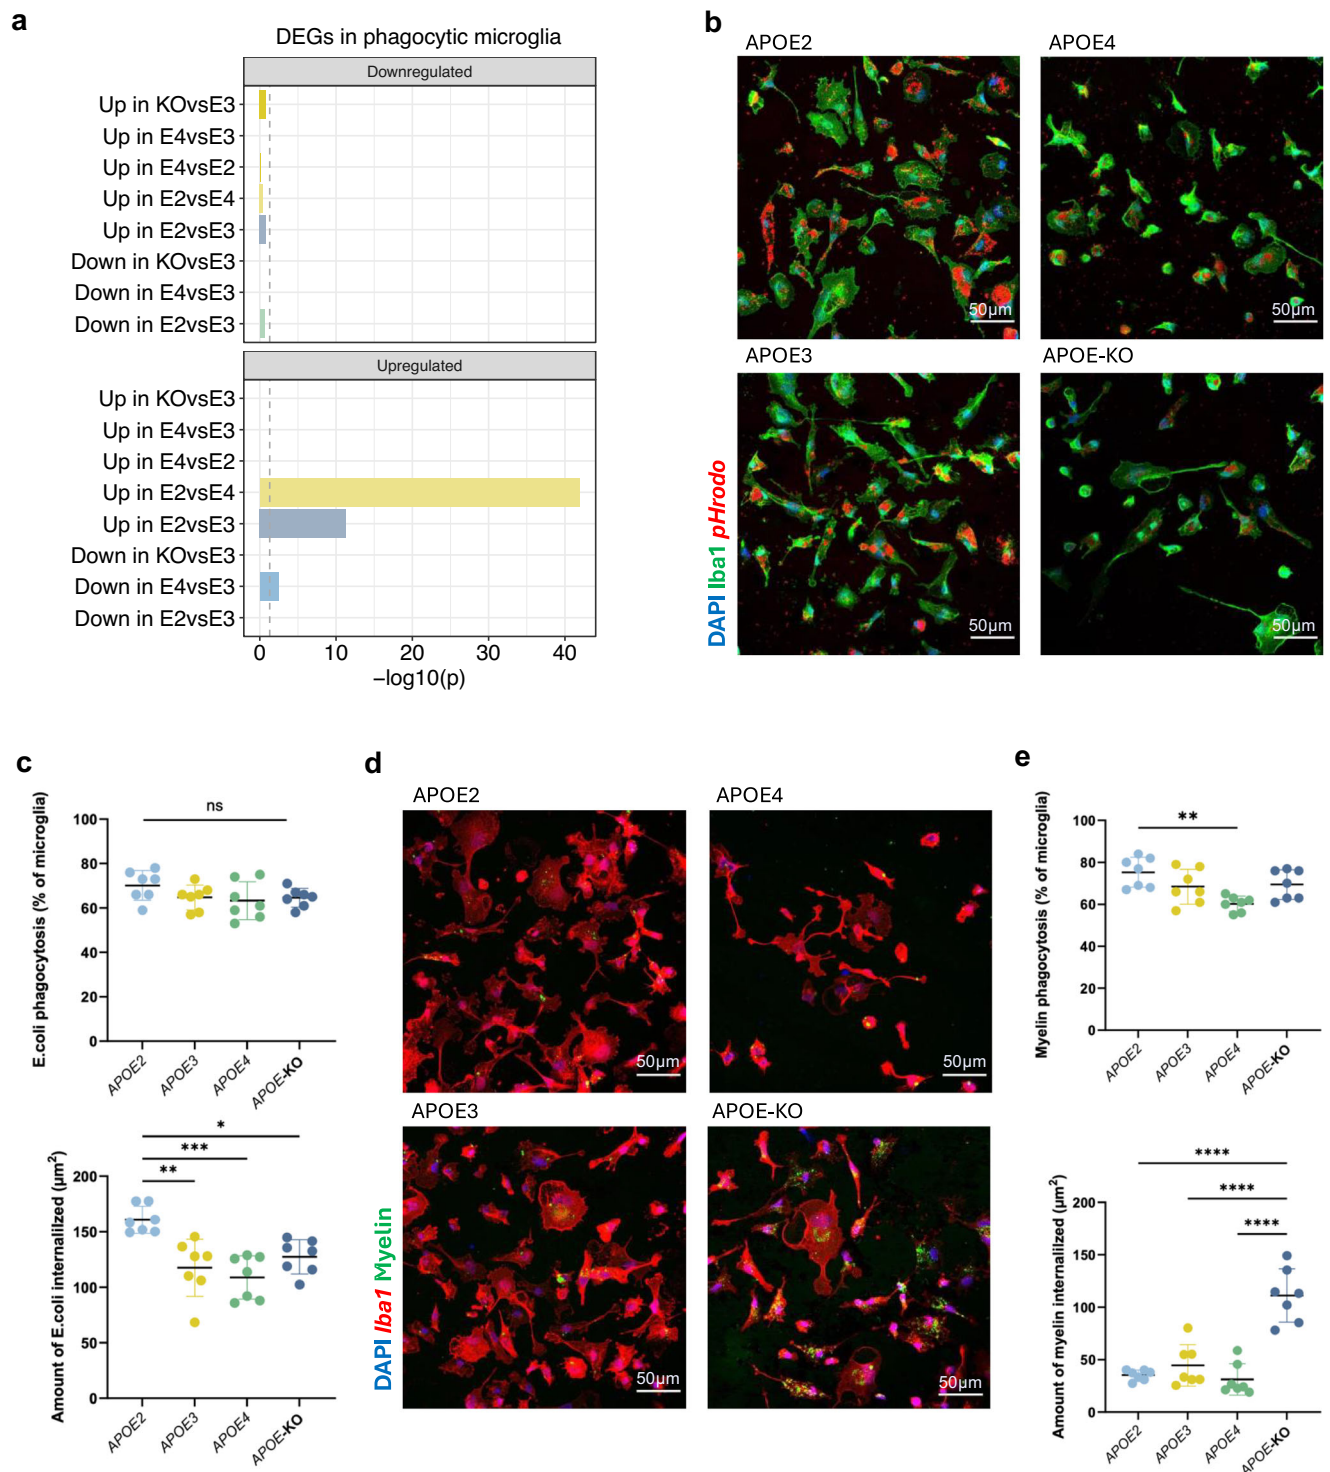 a
DEGs in phagocytic microglia
Downregulated
Up in KOvsE3
Up in E4vsE3
Up in E4vsE2
Up in E2vsE4
Up in E2vsE3
Down in KOvsE3
Down in E4vsE3
Down in E2vsE3
Upregulated
Up in KOvsE3
Up in E4vsE3
Up in E4vsE2
Up in E2vsE4
Up in E2vsE3
Down in KOvsE3
Down in E4vsE3
Down in E2vsE3
0 10 20 30 40
−log10(p)
b
APOE2
APOE4
50µm
50µm
APOE3
APOE-KO
50µm
50µm
DAPI Iba1 pHrodo
c
E.coli phagocytosis (% of microglia)
ns
100
80
60
40
20
0
APOE2 APOE3 APOE4 APOE-KO
Amount of E.coli internailzed (µm²)
*
***
**
200
150
100
50
0
APOE2 APOE3 APOE4 APOE-KO
d
APOE2
APOE4
50µm
50µm
APOE3
APOE-KO
50µm
50µm
DAPI Iba1 Myelin
e
Myelin phagocytosis (% of microglia)
**
100
80
60
40
20
0
APOE2 APOE3 APOE4 APOE-KO
Amount of myelin internailzed (µm²)
****
****
****
200
150
100
50
0
APOE2 APOE3 APOE4 APOE-KO